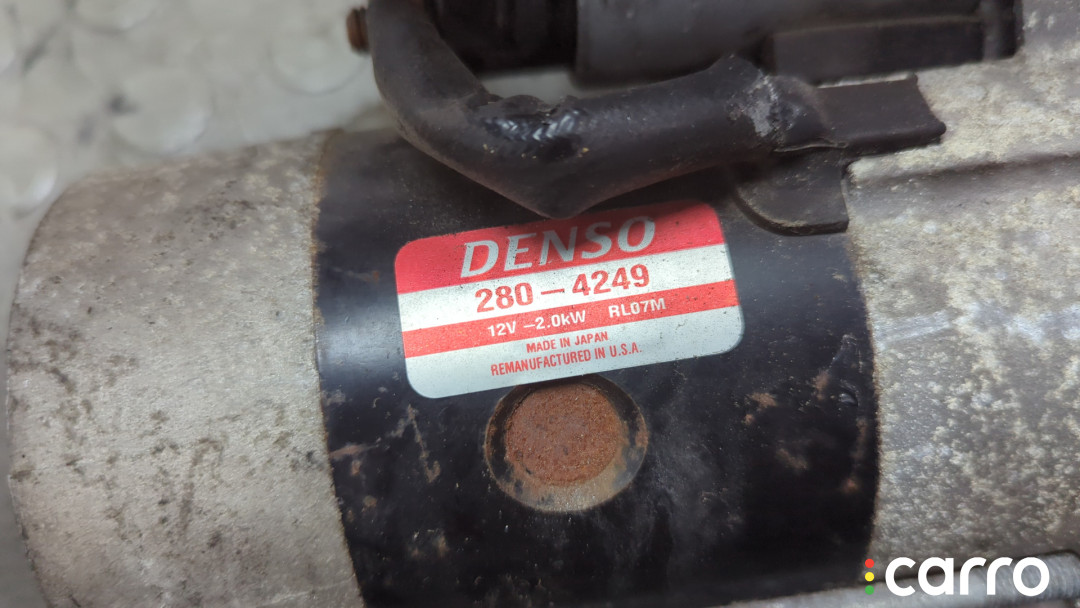 DENSO
280-4249
12V -2.0kW RL07M
MADE IN JAPAN
REMANUFACTURED IN U.S.A.
carro